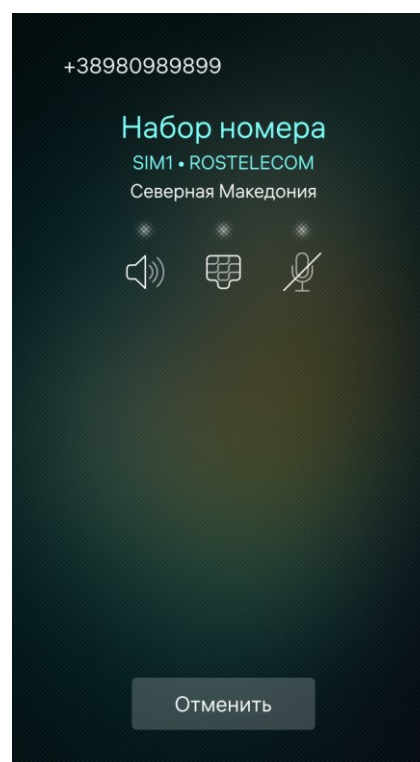 +38980989899
Набор номера
SIM1 • ROSTELECOM
Северная Македония
Отменить